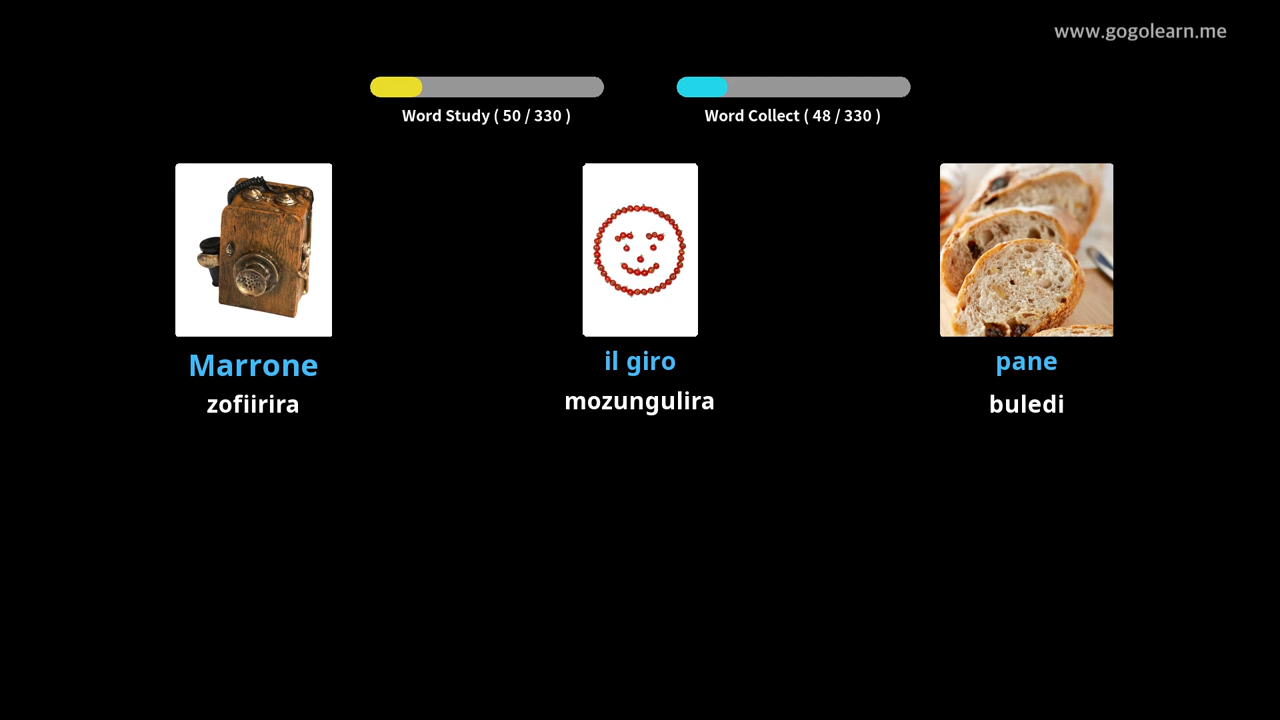 www.gogolearn.me
Word Study ( 50 / 330 )
Word Collect ( 48 / 330 )
Marrone
zofiirira
il giro
mozungulira
pane
buledi